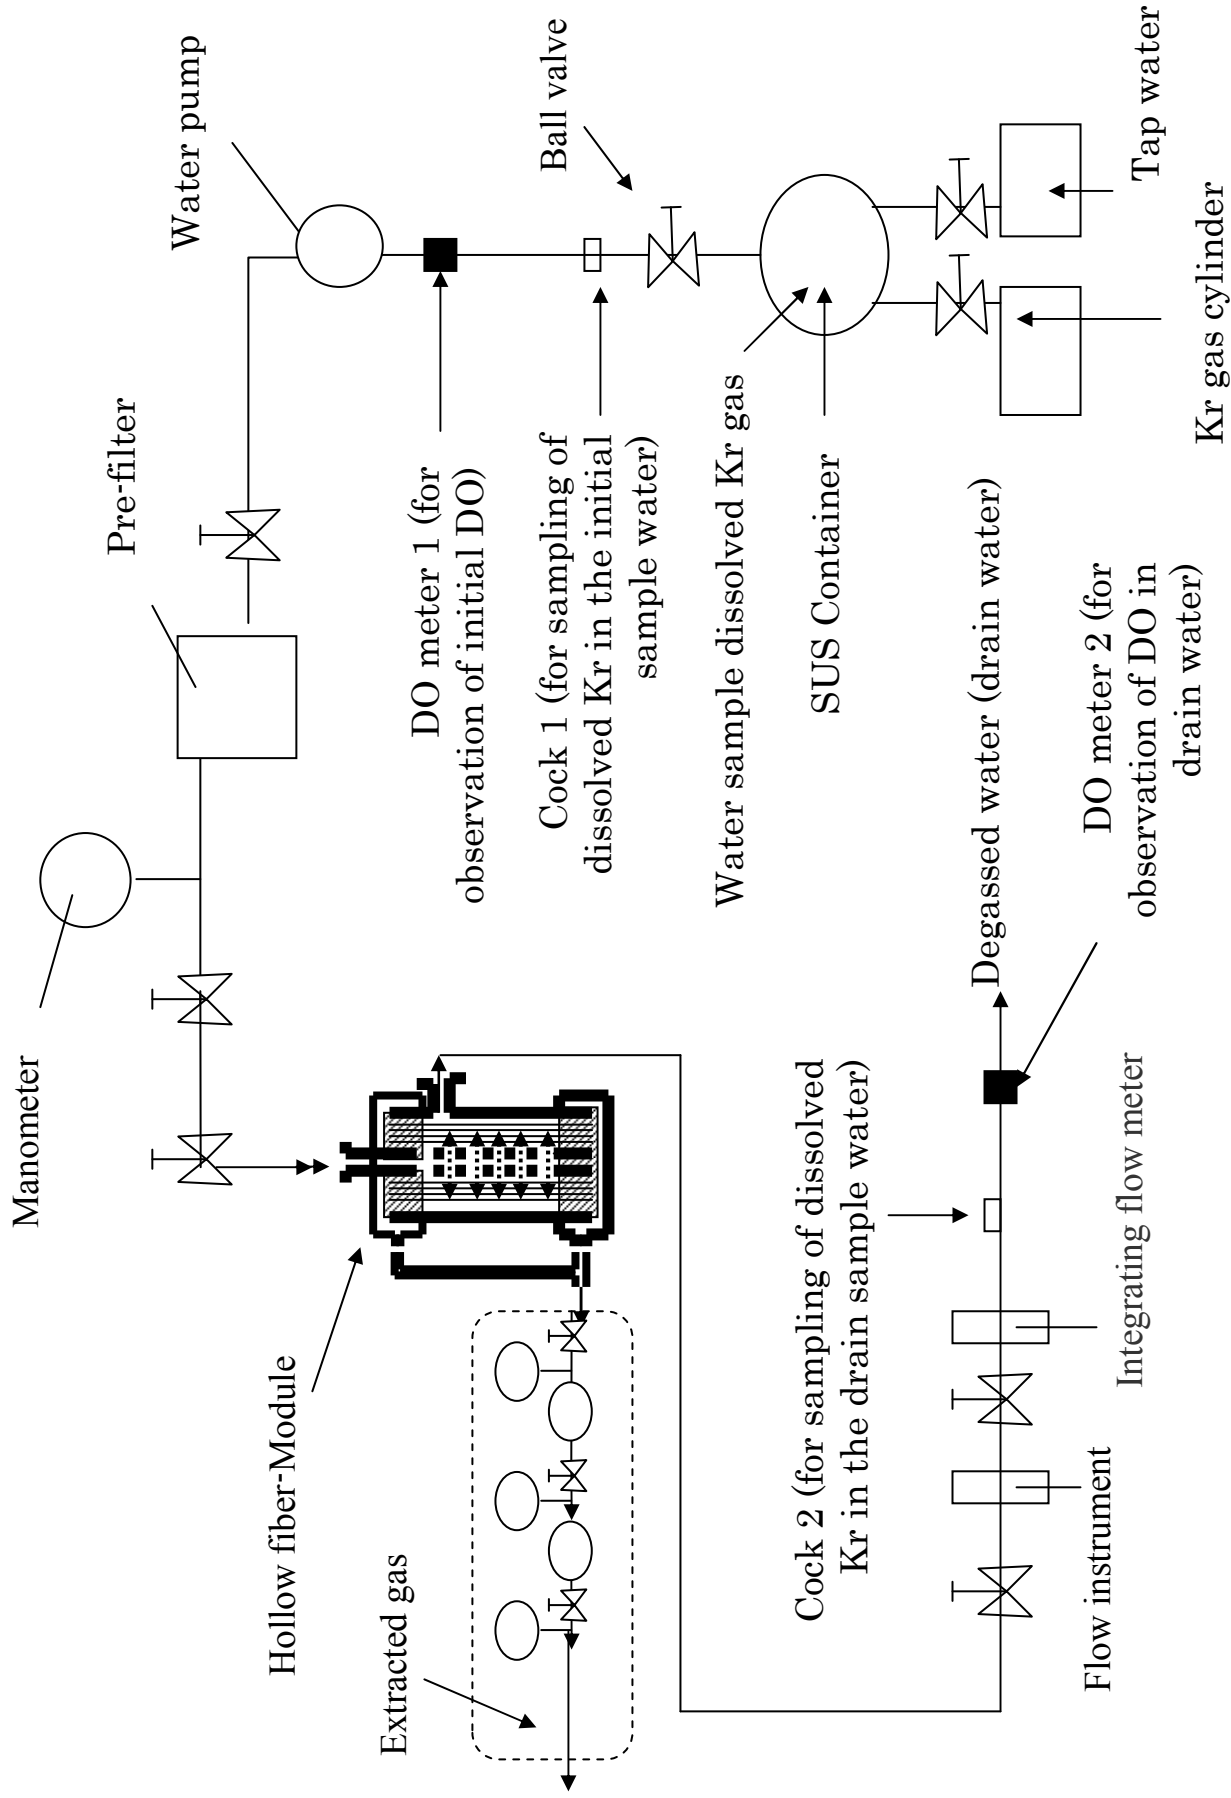 Manometer
Pre-filter
Water pump
Hollow fiber-Module
Extracted gas
DO meter 1 (for
observation of initial DO)
Cock 1 (for sampling of
dissolved Kr in the initial
sample water)
Ball valve
Water sample dissolved Kr gas
SUS Container
Cock 2 (for sampling of dissolved
Kr in the drain sample water)
Degassed water (drain water)
DO meter 2 (for
observation of DO in
drain water)
Flow instrument
Integrating flow meter
Kr gas cylinder
Tap water